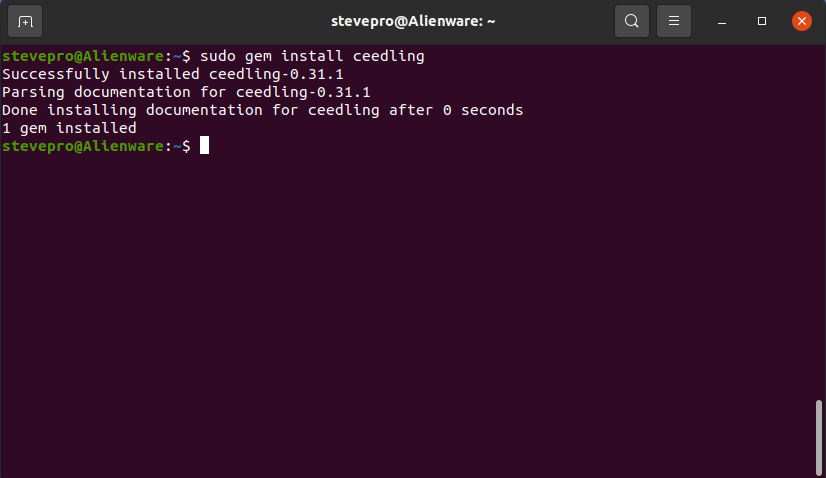 stevepro@Alienware: ~
stevepro@Alienware:~$ sudo gem install ceedling
Successfully installed ceedling-0.31.1
Parsing documentation for ceedling-0.31.1
Done installing documentation for ceedling after 0 seconds
1 gem installed
stevepro@Alienware:~$